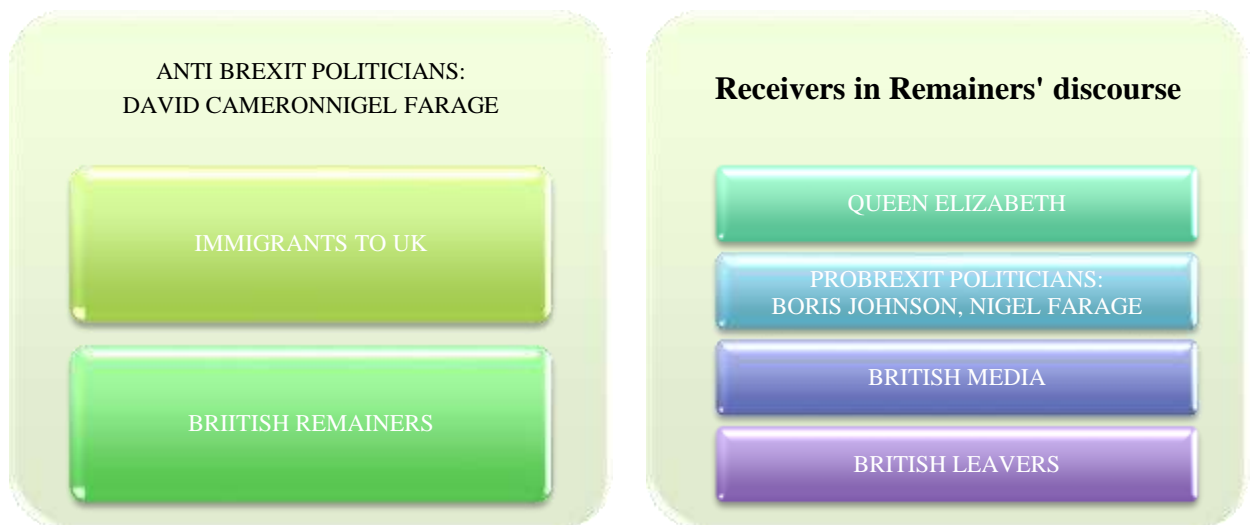 ANTI BREXIT POLITICIANS:
DAVID CAMERONNIGEL FARAGE
IMMIGRANTS TO UK
BRIITISH REMAINERS
Receivers in Remainers' discourse
QUEEN ELIZABETH
PROBREXIT POLITICIANS:
BORIS JOHNSON, NIGEL FARAGE
BRITISH MEDIA
BRITISH LEAVERS